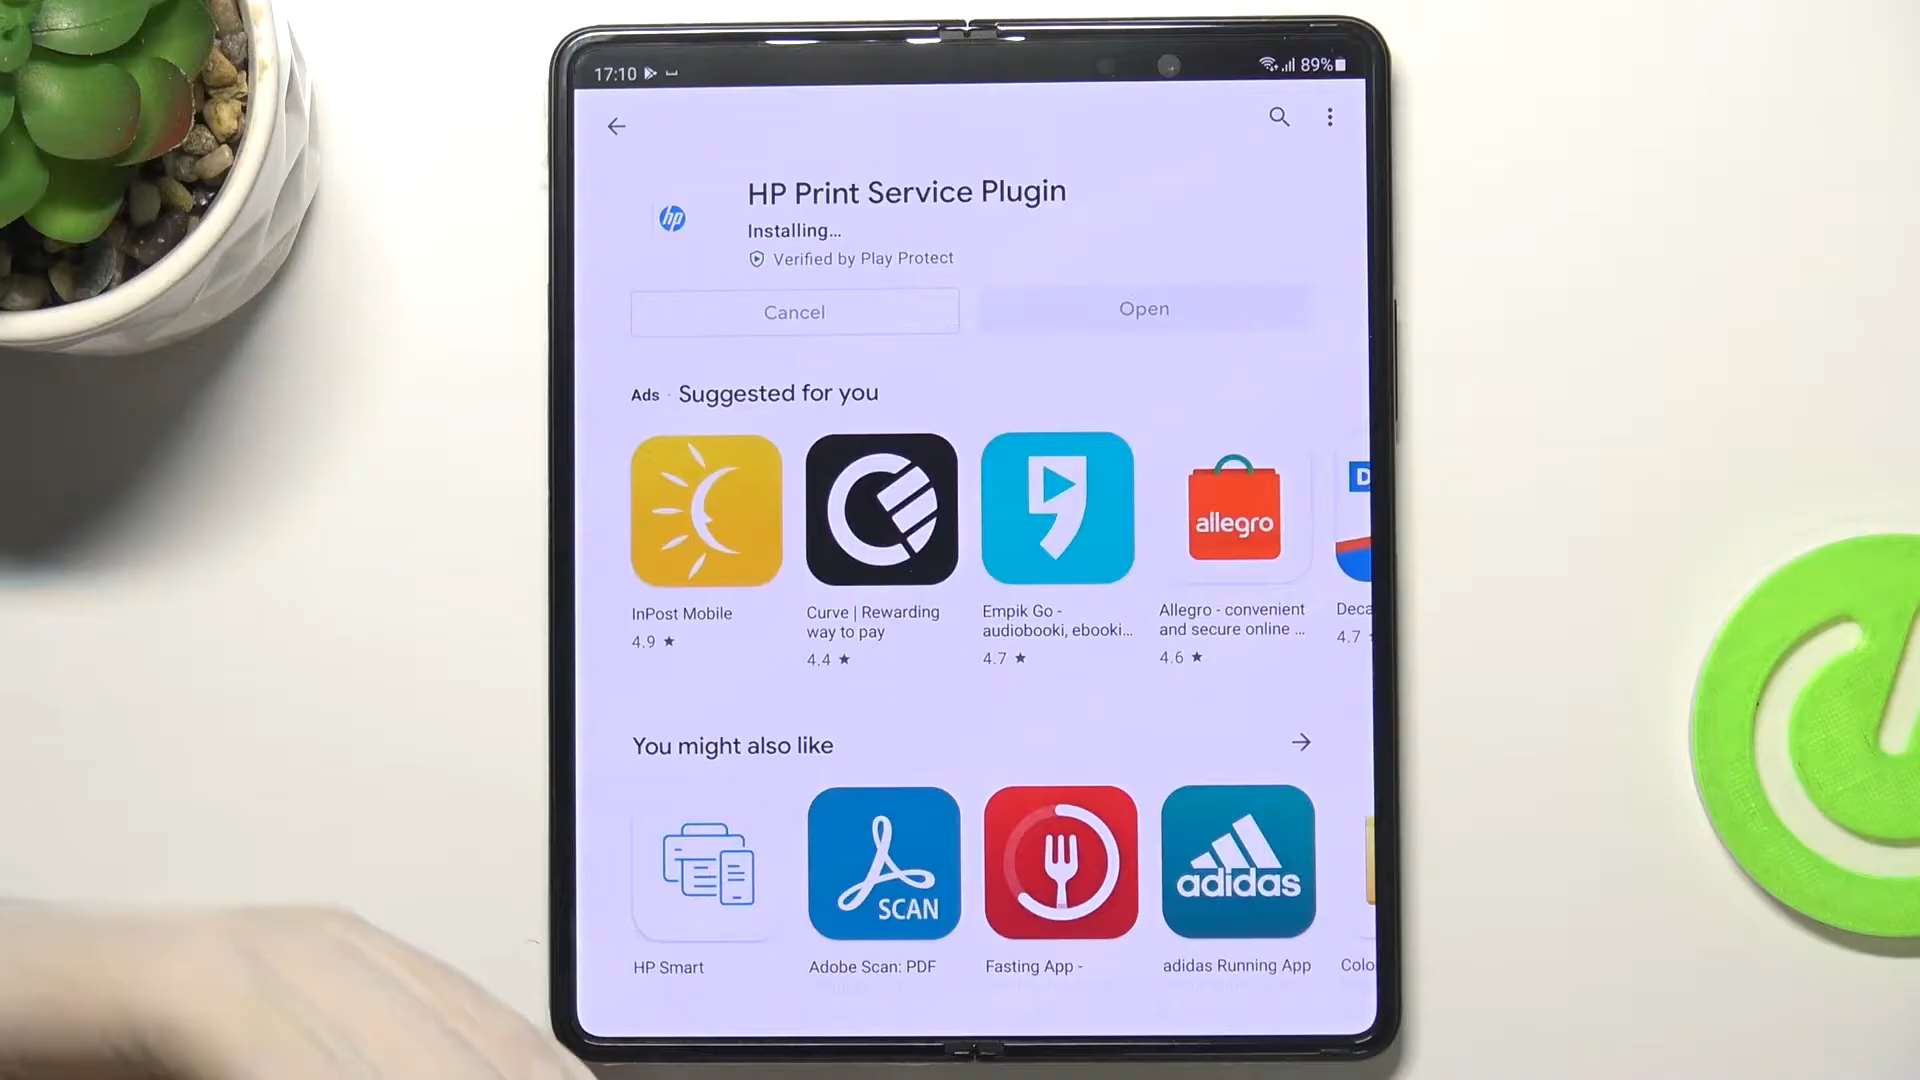 17:10
89%
HP Print Service Plugin
hp
Installing...
Verified by Play Protect
Cancel
Open
Ads · Suggested for you
allegro
D
InPost Mobile
4.9 ★
Curve | Rewarding
way to pay
4.4 ★
Empik Go -
audiobooki, ebooki...
4.7 ★
Allegro - convenient
and secure online ...
4.6 ★
Deca
4.7
You might also like
SCAN
adidas
HP Smart
Adobe Scan: PDF
Fasting App -
adidas Running App
Colo